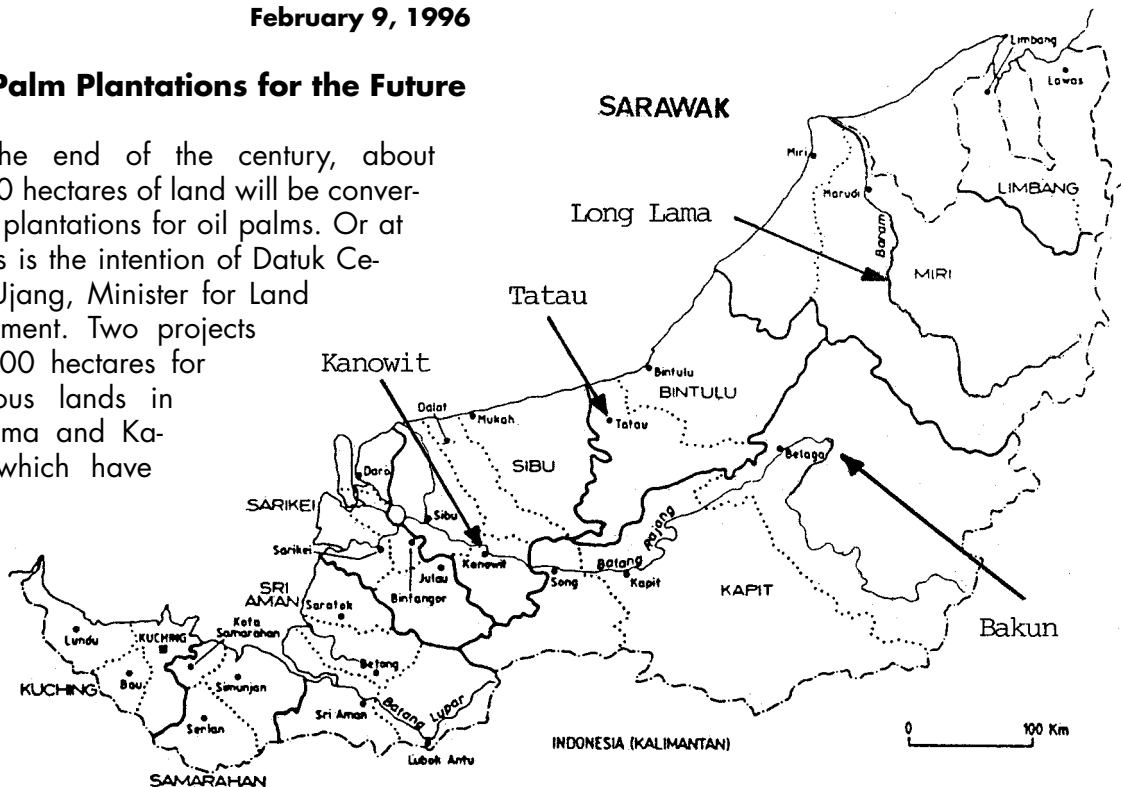 February 9, 1996
Palm Plantations for the Future
he end of the century, about
0 hectares of land will be conver-
plantations for oil palms. Or at
s is the intention of Datuk Ce-
Ujang, Minister for Land
ment. Two projects
00 hectares for
ous lands in
ma and Ka-
which have
SARAWAK
Limbang
Lawas
Miri
Marudi
LIMBANG
Long Lama
Baram
MIRI
Tatau
Kanowit
Bintulu
BINTULU
Dalat
Mukah
Tatau
Belaga
SIBU
Daro
SARIKEI
Sibu
Sarikei
Kanowit
Batang Rajang
Julau
Song
Kapit
KAPIT
Bintangor
SRI
AMAN
Saratok
Bakun
Lundu
KUCHING
Kota
Samarahan
Betong
KUCHING
Bau
Simunjan
Serian
Sri Aman
Batang Lupar
Lubok Antu
INDONESIA (KALIMANTAN)
0 100 Km
SAMARAHAN